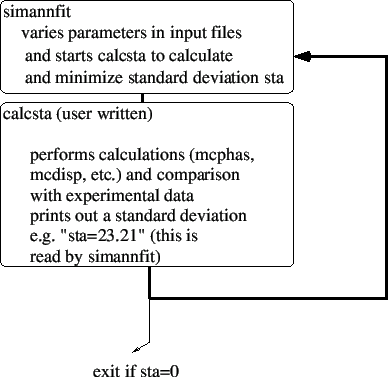 simannfit
varies parameters in input files
and starts calcsta to calculate
and minimize standard deviation sta
calcsta (user written)
performs calculations (mcphas,
mcdisp, etc.) and comparison
with experimental data
prints out a standard deviation
e.g. "sta=23.21" (this is
read by simannfit)
exit if sta=0